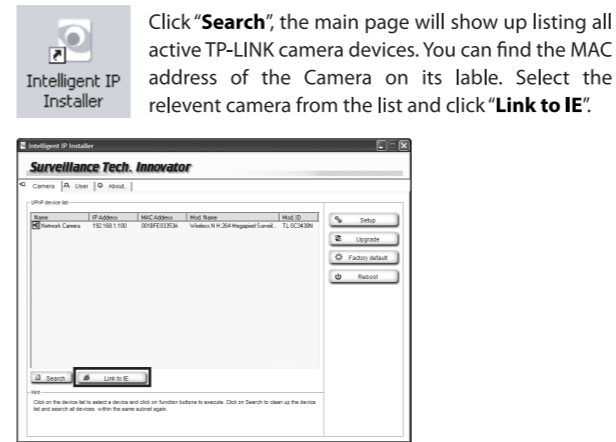 Click “Search”, the main page will show up listing all
active TP-LINK camera devices. You can find the MAC
address of the Camera on its lable. Select the
relevent camera from the list and click “Link to IE”.
Intelligent IP
Installer
Intelligent IP Installer
Surveillance Tech. Innovator
Camera User About..
UPnP device list
Name IP Address MAC Address Mod. Name Mod. ID
Network Camera 192.168.1.100 001BFE03353A Wireless N H.264 Megapixel Surveil... TL-SC3430N
Setup
Upgrade
Factory default
Reboot
Search Link to IE
Hint
Click on the device list to select a device and click on function buttons to execute. Click on Search to clean up the device
list and search all devices within the same subnet again.